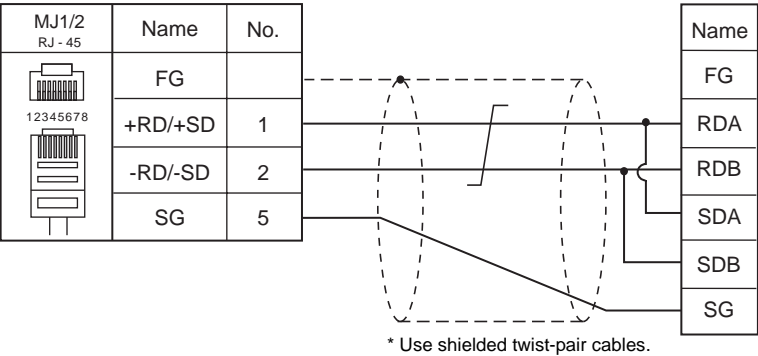 MJ1/2 Name No. Name
RJ - 45
FG FG
12345678
+RD/+SD 1 RDA
-RD/-SD 2 RDB
SG 5 SDA
SDB
SG
* Use shielded twist-pair cables.